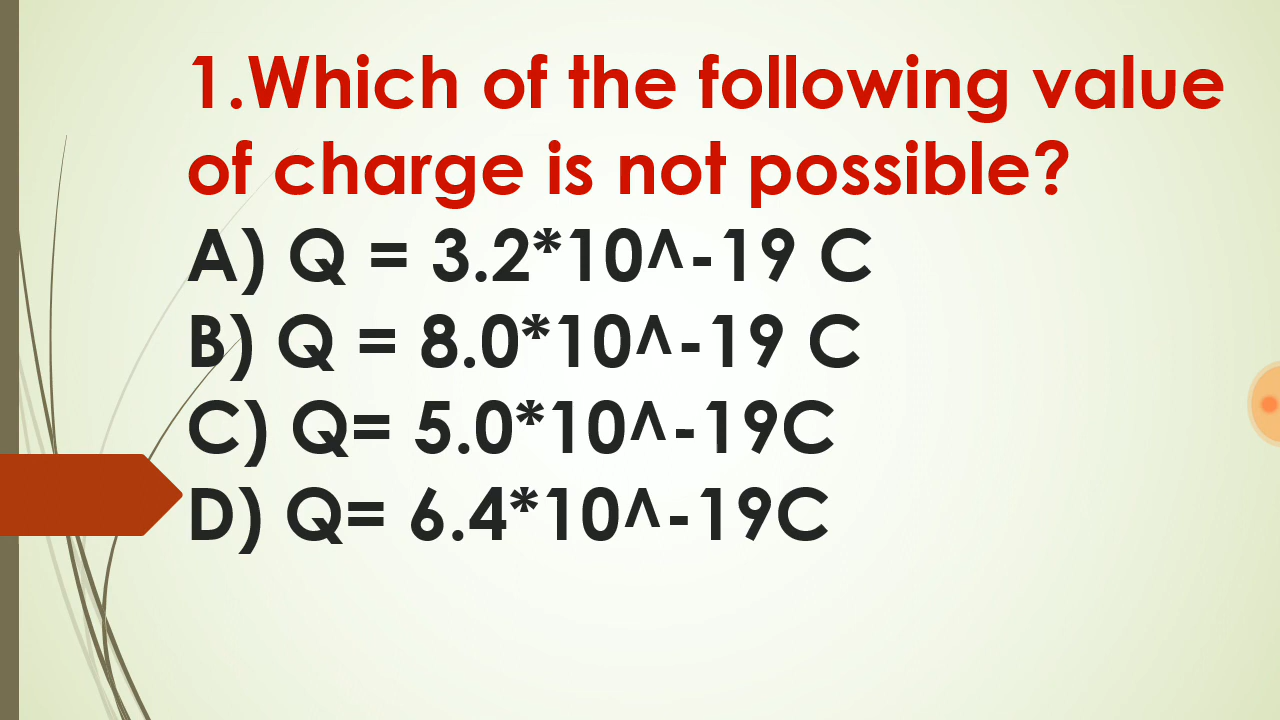 1.Which of the following value
of charge is not possible?
A) Q = 3.2*10^-19 C
B) Q = 8.0*10^-19 C
C) Q= 5.0*10^-19C
D) Q= 6.4*10^-19C